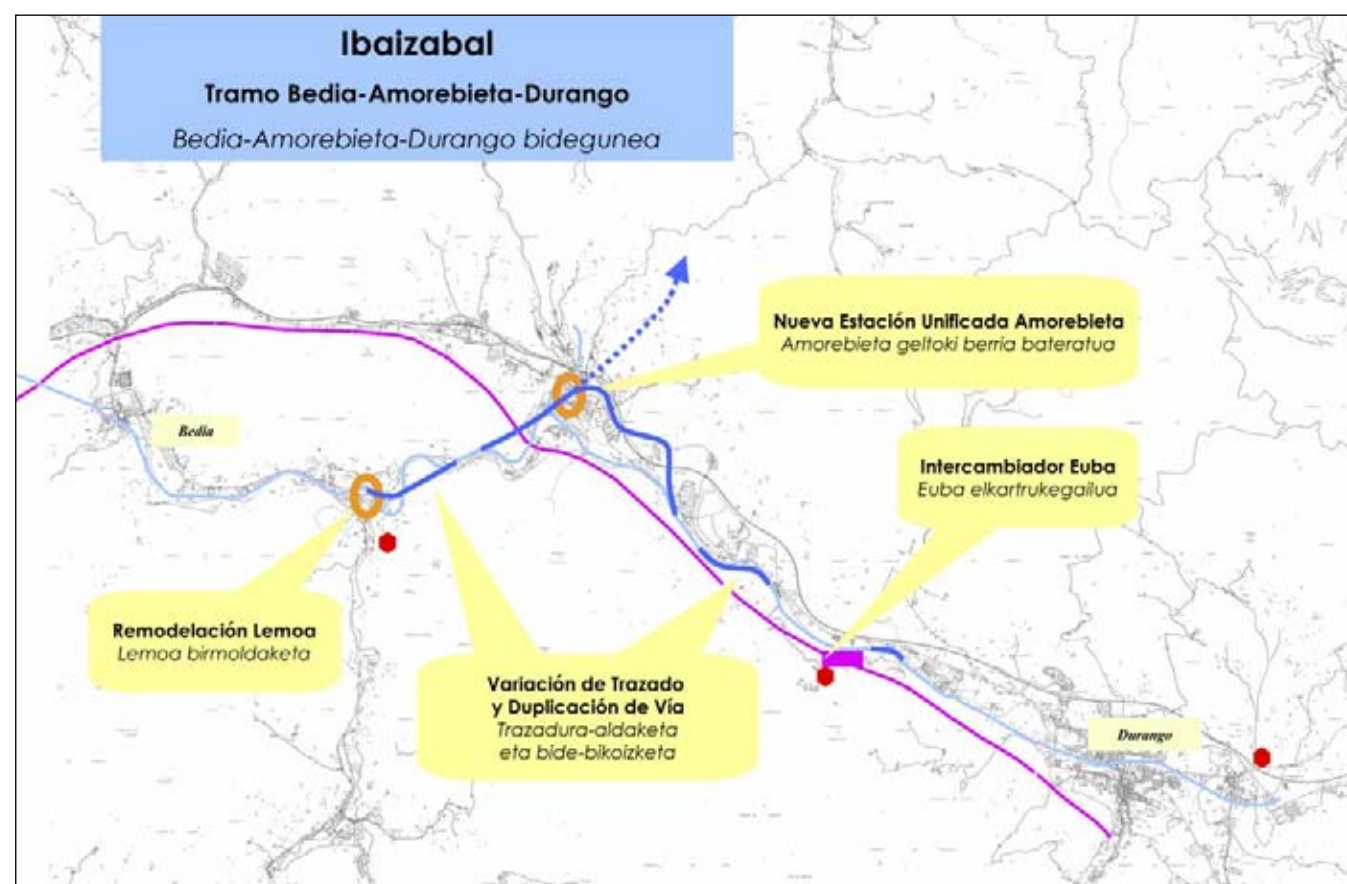 Ibaizabal
Tramo Bedia-Amorebieta-Durango
Bedia-Amorebieta-Durango bidegunea
Nueva Estación Unificada Amorebieta
Amorebieta geltoki berria bateratua
Bedia
Intercambiador Euba
Euba elkartrukegailua
Remodelación Lemoa
Lemoa birmoldaketa
Variación de Trazado
y Duplicación de Vía
Trazadura-aldaketa
eta bide-bikoizketa
Durango